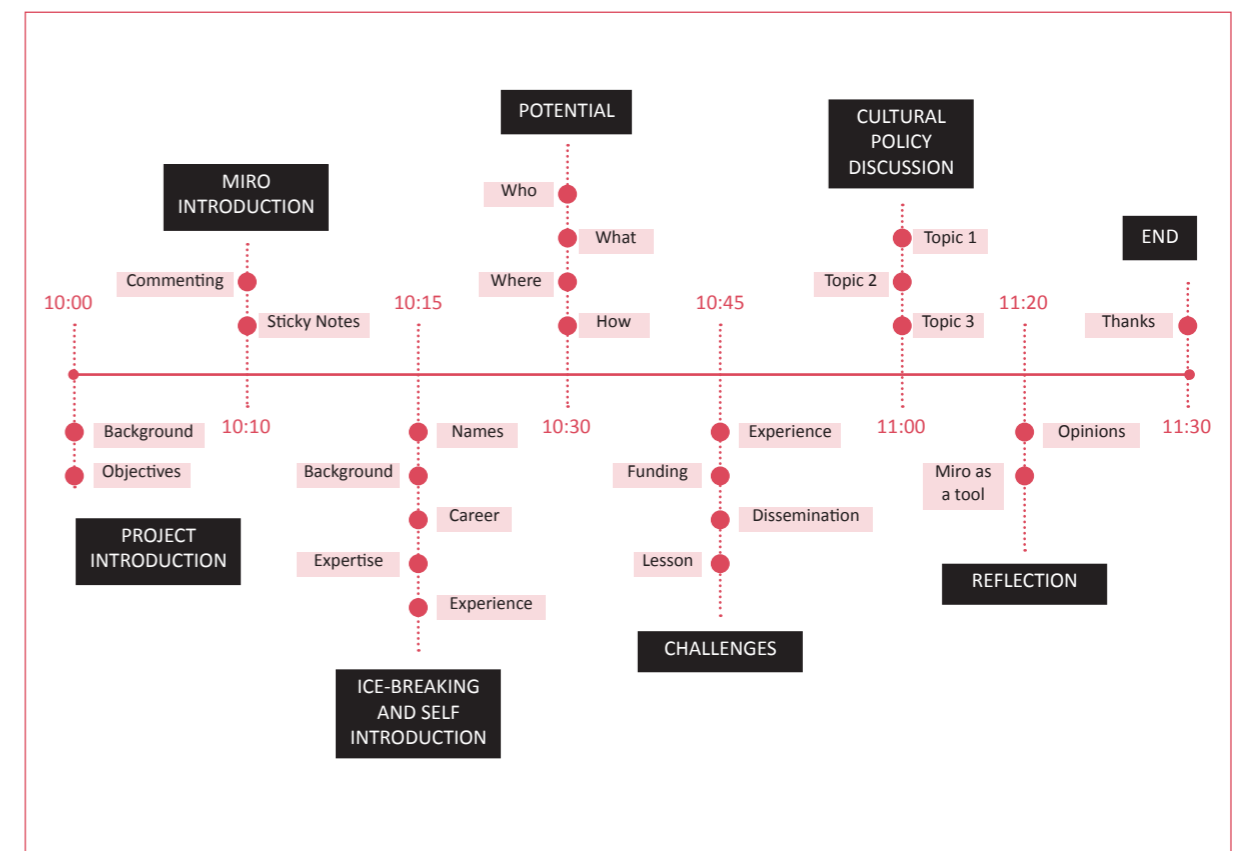 POTENTIAL
CULTURAL
POLICY
DISCUSSION
MIRO
INTRODUCTION
Who
END
What
Topic 1
Commenting
Where
Topic 2
10:00
10:15
10:45
11:20
Sticky Notes
How
Topic 3
Thanks
Background
10:10
Names
10:30
Experience
11:00
Opinions
11:30
Objectives
Background
Funding
Miro as
a tool
Career
Dissemination
PROJECT
INTRODUCTION
Expertise
Lesson
REFLECTION
Experience
CHALLENGES
ICE-BREAKING
AND SELF
INTRODUCTION